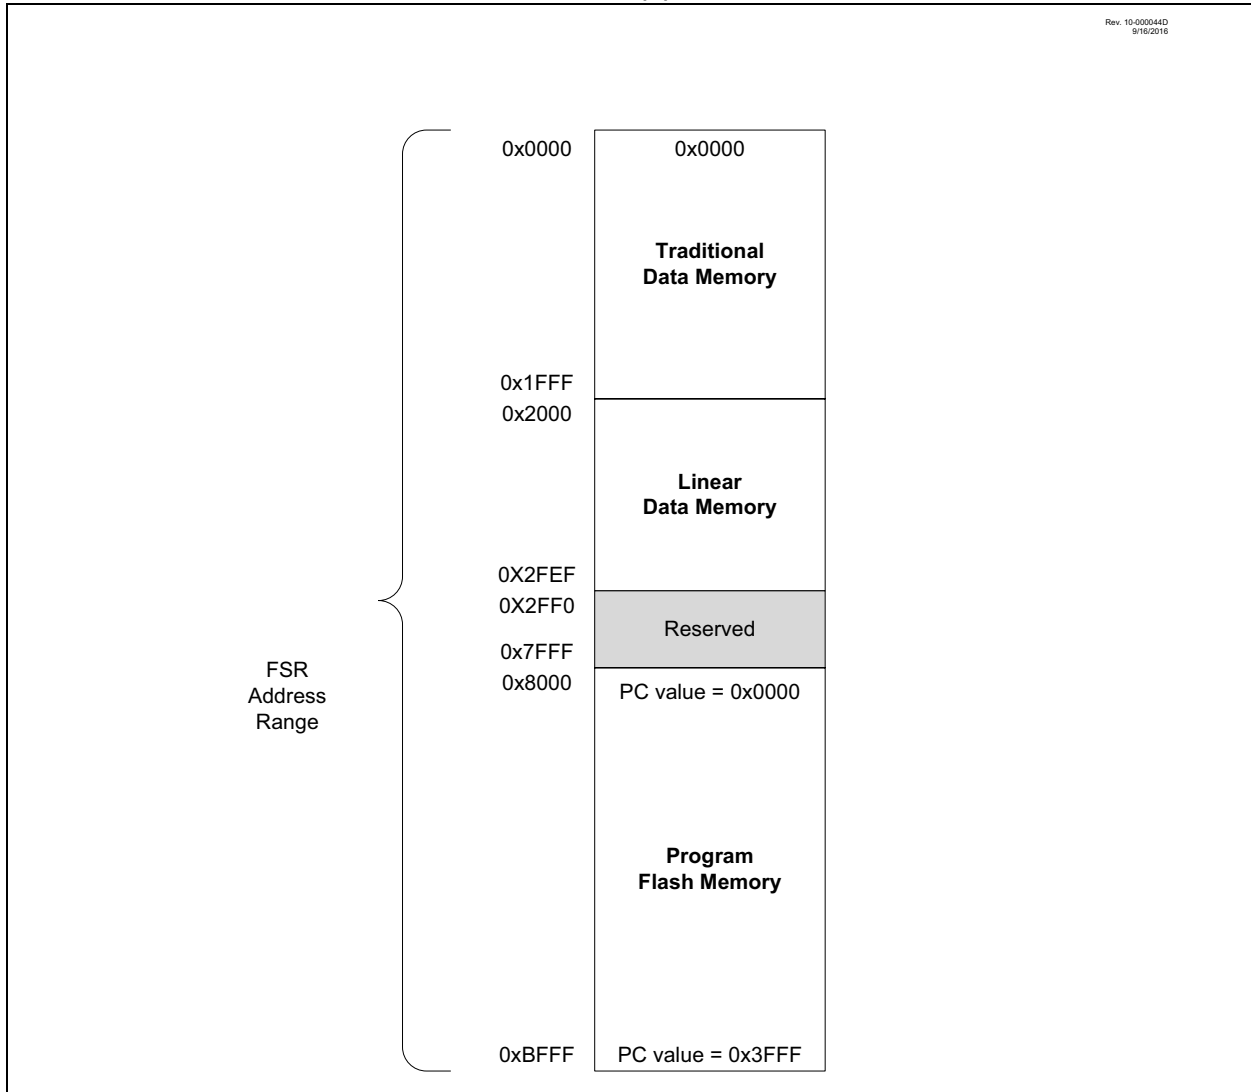 Rev. 10-000044D
9/16/2016
0x0000
0x0000
Traditional
Data Memory
0x1FFF
0x2000
Linear
Data Memory
0X2FEF
0X2FF0
Reserved
0x7FFF
0x8000
PC value = 0x0000
FSR
Address
Range
Program
Flash Memory
0xBFFF
PC value = 0x3FFF